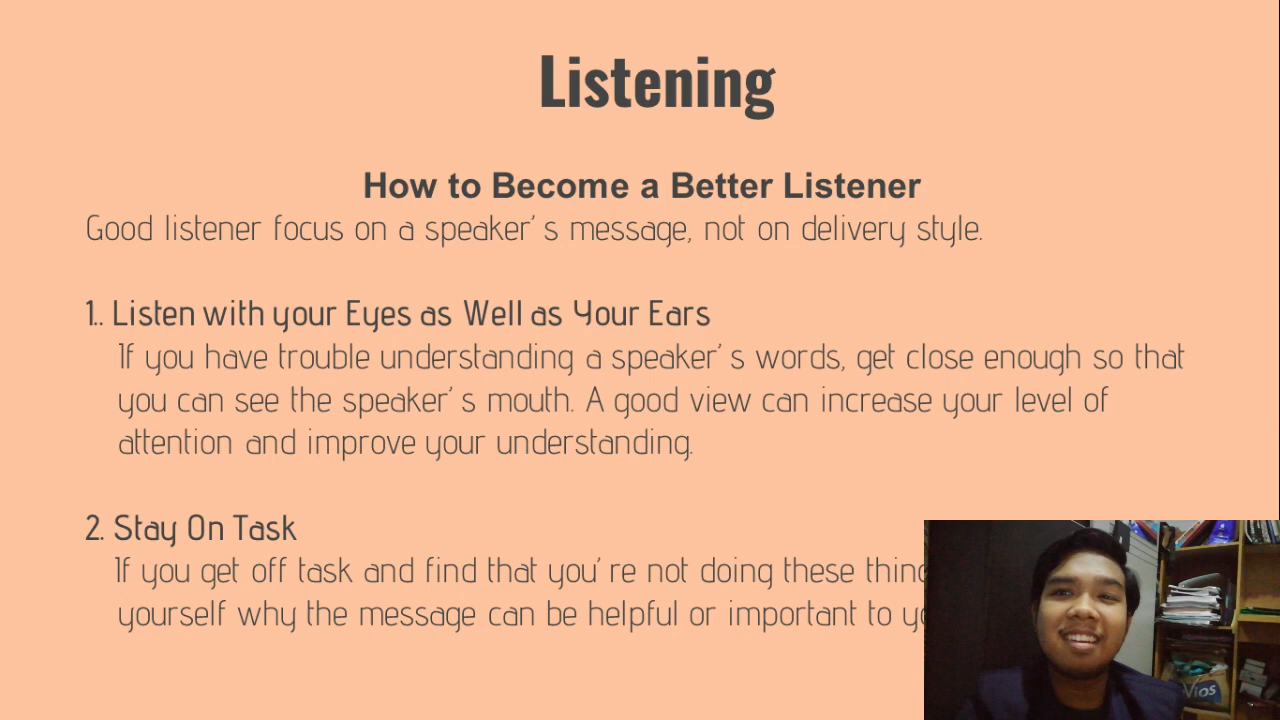 Listening
How to Become a Better Listener
Good listener focus on a speaker's message, not on delivery style.
1.. Listen with your Eyes as Well as Your Ears
If you have trouble understanding a speaker's words, get close enough so that
you can see the speaker's mouth. A good view can increase your level of
attention and improve your understanding.
2. Stay On Task
If you get off task and find that you're not doing these
yourself why the message can be helpful or important to
Vios